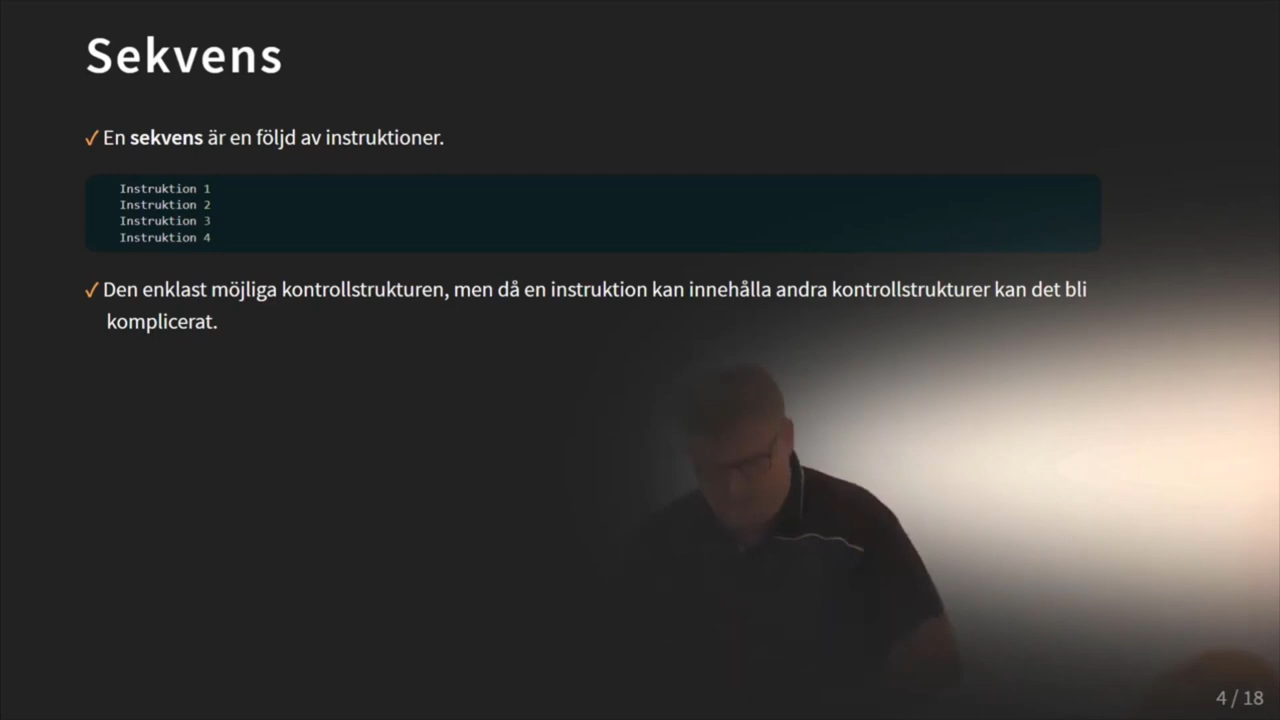 Sekvens
✓ En sekvens är en följd av instruktioner.
Instruktion 1
Instruktion 2
Instruktion 3
Instruktion 4
✓ Den enklast möjliga kontrollstrukturen, men då en instruktion kan innehålla andra kontrollstrukturer kan det bli
komplicerat.
4 / 18